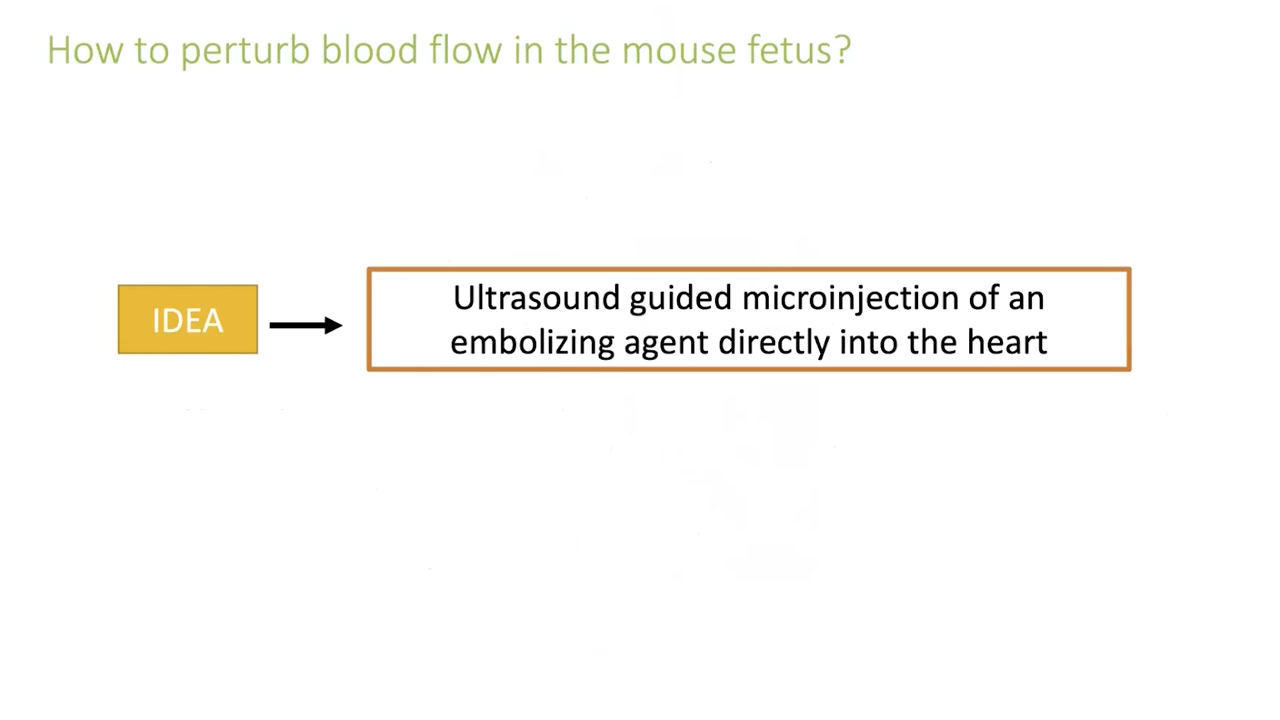 How to perturb blood flow in the mouse fetus?
IDEA
Ultrasound guided microinjection of an
embolizing agent directly into the heart